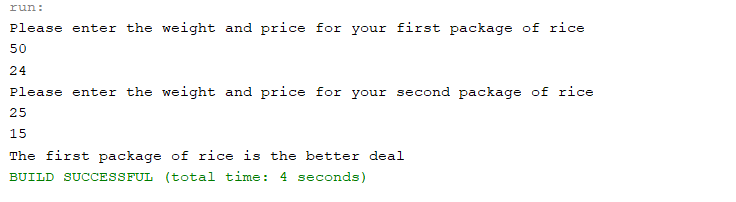 run:
Please enter the weight and price for your first package of rice
50
24
Please enter the weight and price for your second package of rice
25
15
The first package of rice is the better deal
BUILD SUCCESSFUL (total time: 4 seconds)